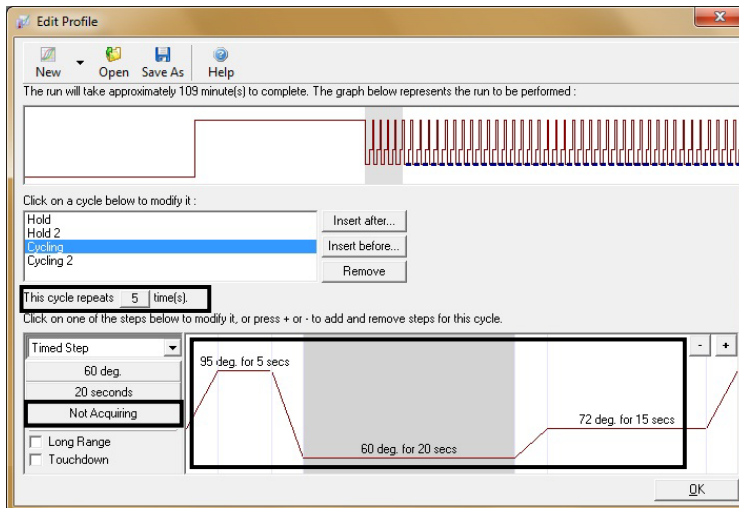 Edit Profile
New Open Save As Help
The run will take approximately 109 minute(s) to complete. The graph below represents the run to be performed :
Click on a cycle below to modify it :
Hold
Hold 2
Cycling
Cycling 2
Insert after...
Insert before...
Remove
This cycle repeats 5 time(s).
Click on one of the steps below to modify it, or press + or - to add and remove steps for this cycle.
Timed Step
60 deg.
20 seconds
Not Acquiring
Long Range
Touchdown
95 deg. for 5 secs
60 deg. for 20 secs
72 deg. for 15 secs
- +
OK